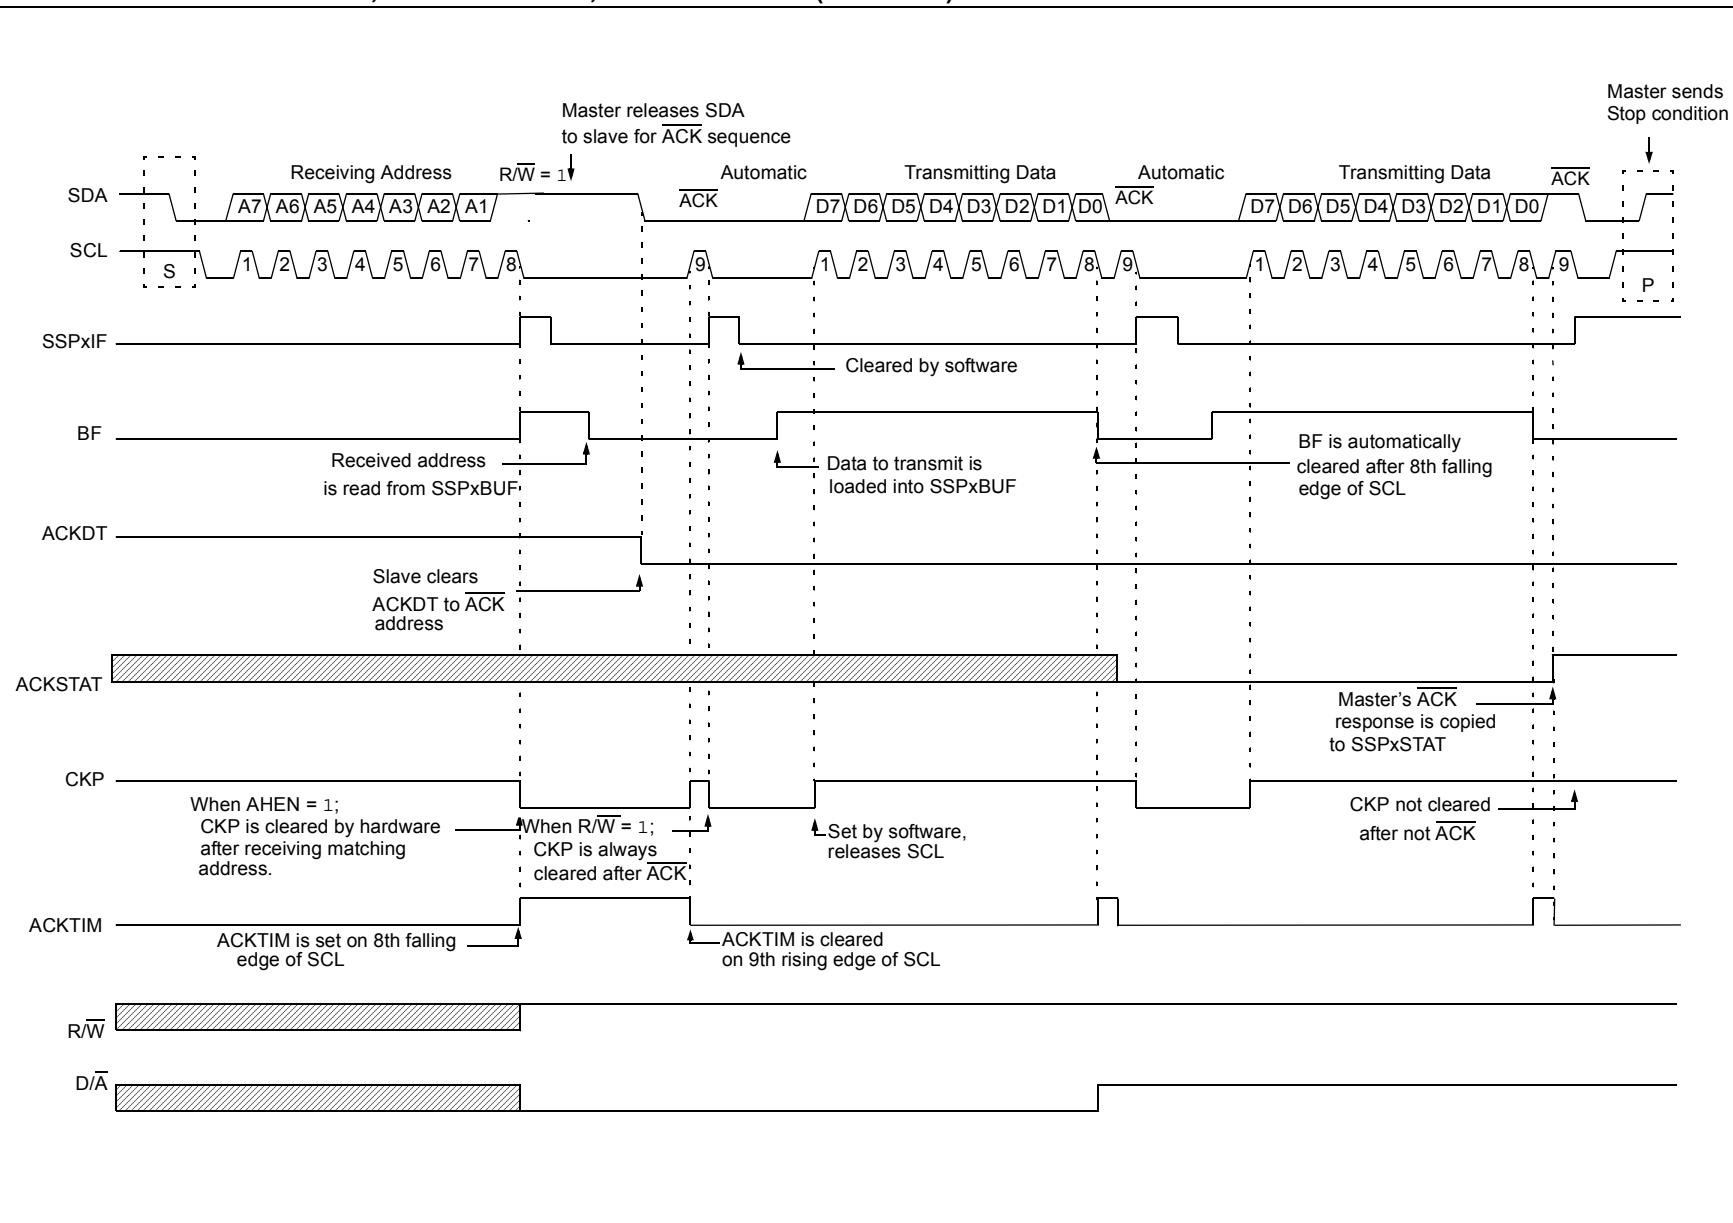 Master sends
Stop condition
Master releases SDA
to slave for ACK sequence
Receiving Address
R/W = 1
Automatic
Transmitting Data
Automatic
Transmitting Data
ACK
SDA
A7 A6 A5 A4 A3 A2 A1
ACK
D7 D6 D5 D4 D3 D2 D1 D0
ACK
D7 D6 D5 D4 D3 D2 D1 D0
SCL
S
1 2 3 4 5 6 7 8 9
1 2 3 4 5 6 7 8 9
1 2 3 4 5 6 7 8 9
P
SSPxIF
Cleared by software
BF
Received address
is read from SSPxBUF
Data to transmit is
loaded into SSPxBUF
BF is automatically
cleared after 8th falling
edge of SCL
ACKDT
Slave clears
ACKDT to ACK
address
ACKSTAT
Master's ACK
response is copied
to SSPxSTAT
CKP
When AHEN = 1;
CKP is cleared by hardware
after receiving matching
address.
When R/W = 1;
CKP is always
cleared after ACK
Set by software,
releases SCL
CKP not cleared
after not ACK
ACKTIM
ACKTIM is set on 8th falling
edge of SCL
ACKTIM is cleared
on 9th rising edge of SCL
R/W
D/A